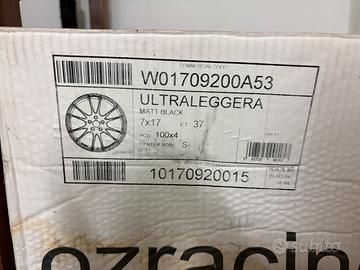 COMMERCIAL CODE
W01709200A53
ULTRALEGGERA
MATT BLACK
7x17 ET 37
PCD 100x4
CENTER BORE S
10170920015
ozracin
subito